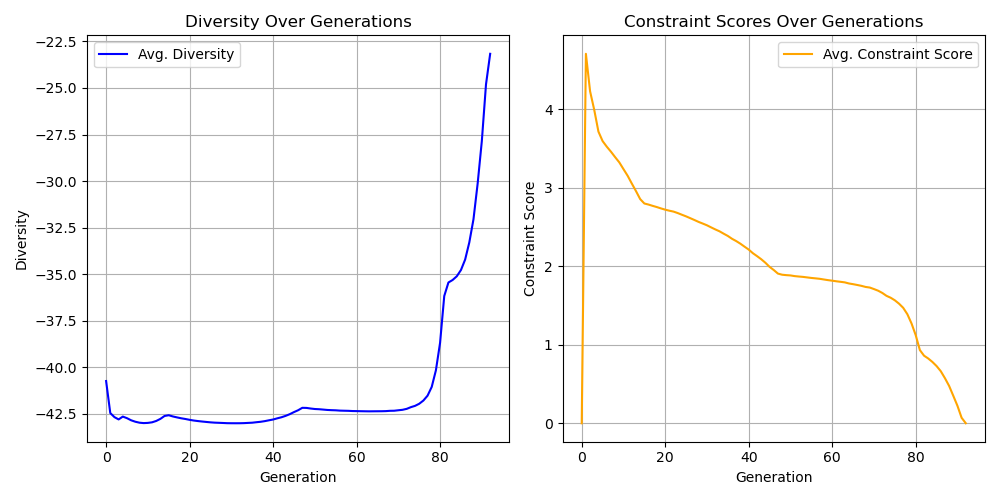 Diversity Over Generations
Avg. Diversity
−22.5
−25.0
−27.5
−30.0
−32.5
−35.0
−37.5
−40.0
−42.5
Diversity
0 20 40 60 80
Generation
Constraint Scores Over Generations
Avg. Constraint Score
4
3
2
1
0
Constraint Score
0 20 40 60 80
Generation